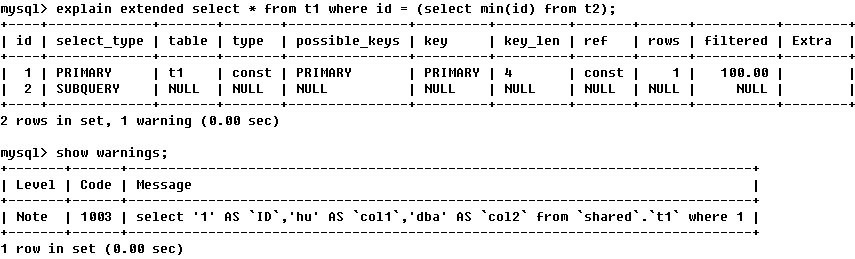 mysql> explain extended select * from t1 where id = (select min(id) from t2);
+----+-------------+-------+-------+---------------+---------+---------+-------+------+----------+-------+
| id | select_type | table | type  | possible_keys | key     | key_len | ref   | rows | filtered | Extra |
+----+-------------+-------+-------+---------------+---------+---------+-------+------+----------+-------+
|  1 | PRIMARY     | t1    | const | PRIMARY       | PRIMARY | 4       | const |    1 |   100.00 |       |
|  2 | SUBQUERY    | NULL  | NULL  | NULL          | NULL    | NULL    | NULL  | NULL |     NULL |       |
+----+-------------+-------+-------+---------------+---------+---------+-------+------+----------+-------+
2 rows in set, 1 warning (0.00 sec)
mysql> show warnings;
+-------+------+-------------------------------------------------------------------------------+
| Level | Code | Message                                                                       |
+-------+------+-------------------------------------------------------------------------------+
| Note  | 1003 | select '1' AS `ID`,'hu' AS `col1`,'dba' AS `col2` from `shared`.`t1` where 1 |
+-------+------+-------------------------------------------------------------------------------+
1 row in set (0.00 sec)